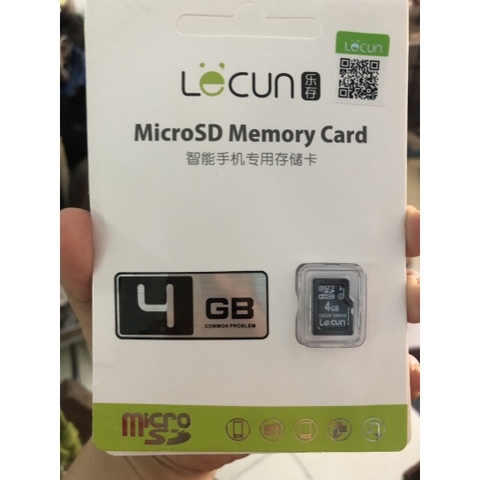 Lecun
Lecun 乐存
MicroSD Memory Card
智能手机专用存储卡
4 GB
COMMON PROBLEM
micro
4GB
Lecun
micro
SD